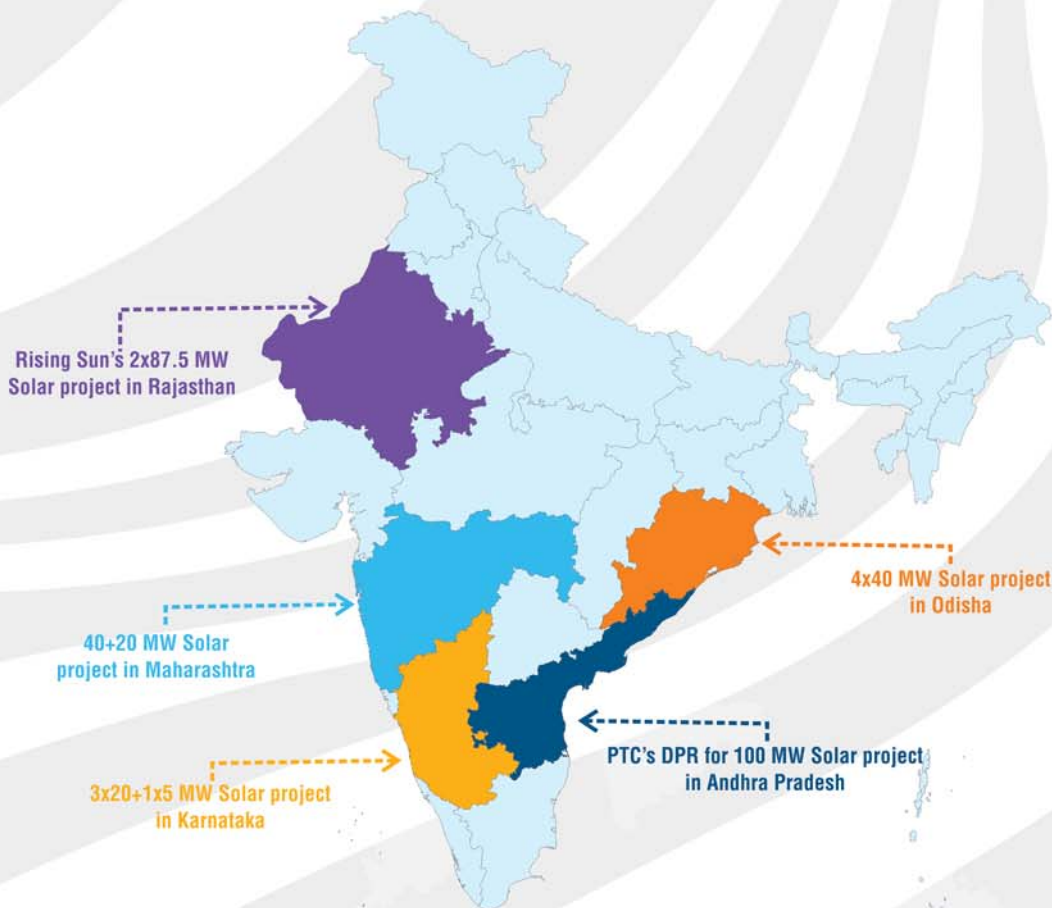 Rising Sun's 2x87.5 MW
Solar project in Rajasthan
4x40 MW Solar project
in Odisha
40+20 MW Solar
project in Maharashtra
PTC's DPR for 100 MW Solar project
in Andhra Pradesh
3x20+1x5 MW Solar project
in Karnataka